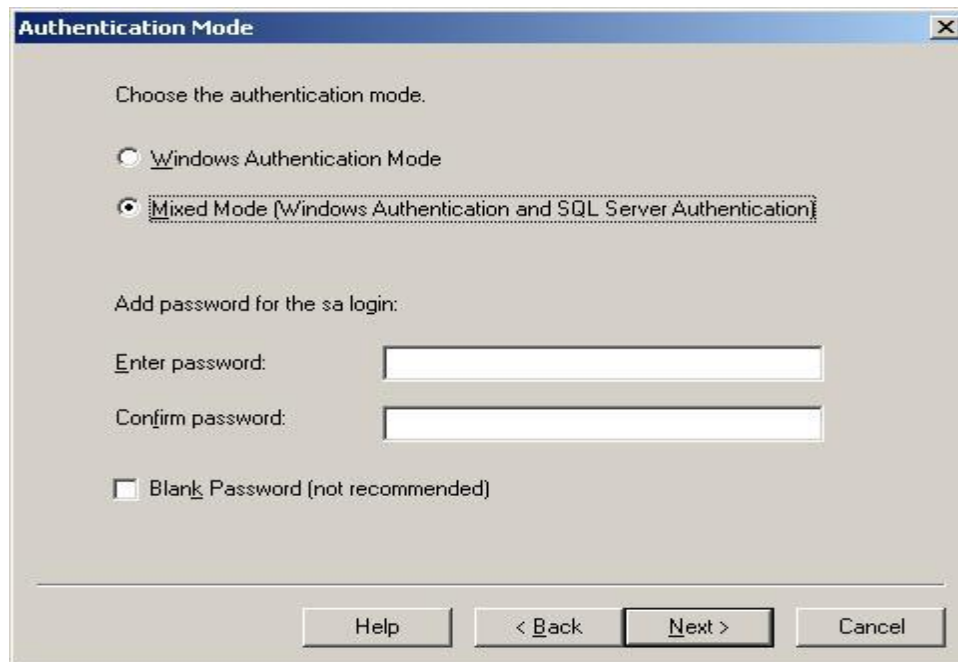 Authentication Mode
Choose the authentication mode.
Windows Authentication Mode
Mixed Mode (Windows Authentication and SQL Server Authentication)
Add password for the sa login:
Enter password:
Confirm password:
Blank Password (not recommended)
Help < Back Next > Cancel